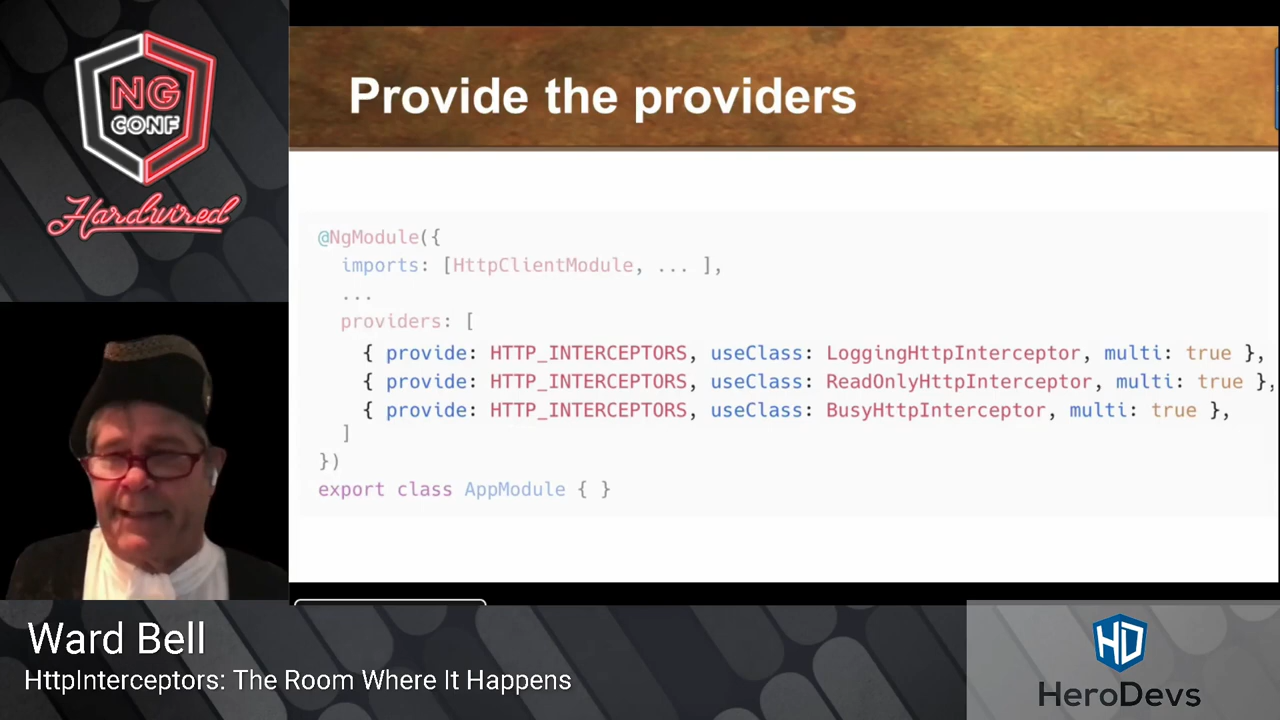 NG
CONF
Hardwired
Provide the providers
@NgModule({
imports: [HttpClientModule, ... ],
...
providers: [
{ provide: HTTP_INTERCEPTORS, useClass: LoggingHttpInterceptor, multi: true },
{ provide: HTTP_INTERCEPTORS, useClass: ReadOnlyHttpInterceptor, multi: true },
{ provide: HTTP_INTERCEPTORS, useClass: BusyHttpInterceptor, multi: true },
]
})
export class AppModule { }
Ward Bell
HttpInterceptors: The Room Where It Happens
HD
HeroDevs